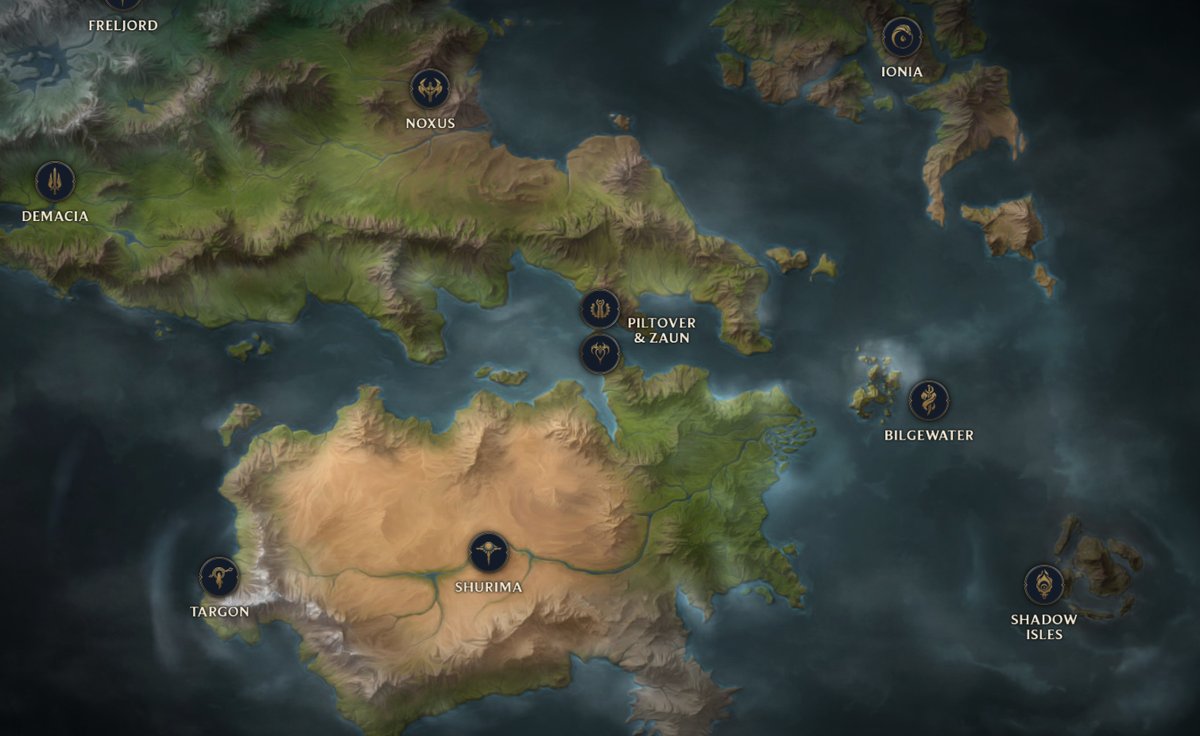 FRELJORD
IONIA
NOXUS
DEMACIA
PILTOVER
& ZAUN
BILGEWATER
SHURIMA
TARGON
SHADOW
ISLES